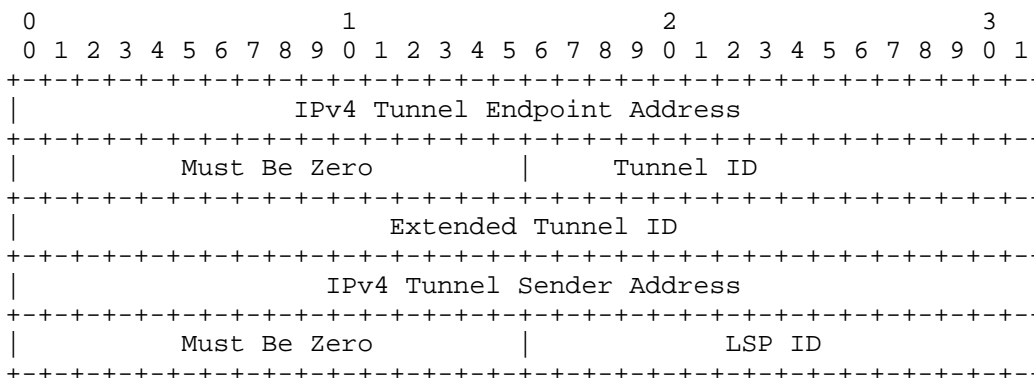 0                   1                   2                   3
0 1 2 3 4 5 6 7 8 9 0 1 2 3 4 5 6 7 8 9 0 1 2 3 4 5 6 7 8 9 0 1
+-+-+-+-+-+-+-+-+-+-+-+-+-+-+-+-+-+-+-+-+-+-+-+-+-+-+-+-+-+-+-+-
| IPv4 Tunnel Endpoint Address
+-+-+-+-+-+-+-+-+-+-+-+-+-+-+-+-+-+-+-+-+-+-+-+-+-+-+-+-+-+-+-+-
| Must Be Zero | Tunnel ID
+-+-+-+-+-+-+-+-+-+-+-+-+-+-+-+-+-+-+-+-+-+-+-+-+-+-+-+-+-+-+-+-
| Extended Tunnel ID
+-+-+-+-+-+-+-+-+-+-+-+-+-+-+-+-+-+-+-+-+-+-+-+-+-+-+-+-+-+-+-+-
| IPv4 Tunnel Sender Address
+-+-+-+-+-+-+-+-+-+-+-+-+-+-+-+-+-+-+-+-+-+-+-+-+-+-+-+-+-+-+-+-
| Must Be Zero | LSP ID
+-+-+-+-+-+-+-+-+-+-+-+-+-+-+-+-+-+-+-+-+-+-+-+-+-+-+-+-+-+-+-+-